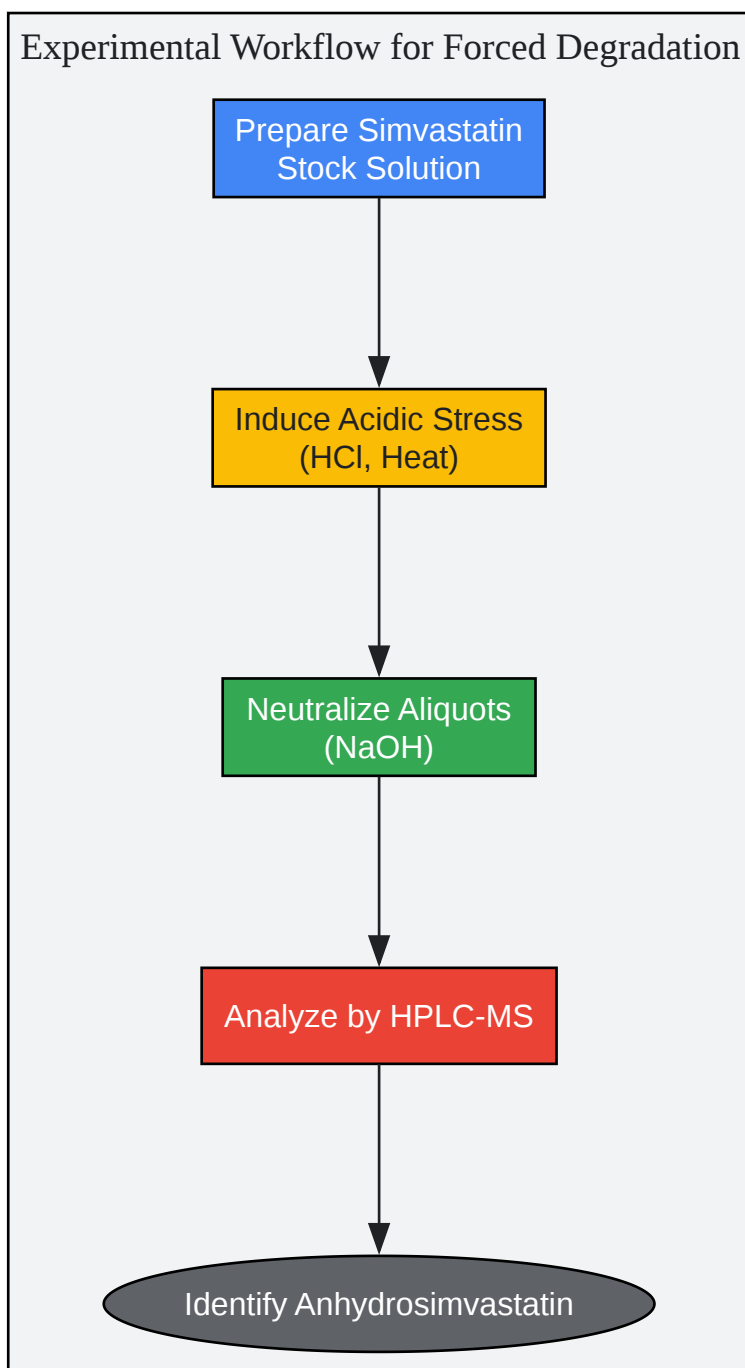 Experimental Workflow for Forced Degradation
Prepare Simvastatin
Stock Solution
Induce Acidic Stress
(HCl, Heat)
Neutralize Aliquots
(NaOH)
Analyze by HPLC-MS
Identify Anhydrosimvastatin